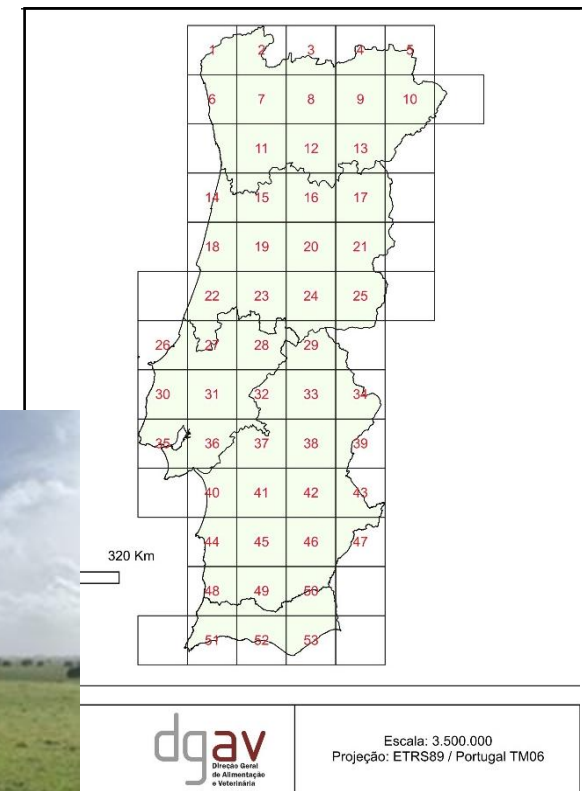 1 2 3 4 5
6 7 8 9 10
11 12 13
14 15 16 17
18 19 20 21
22 23 24 25
26 27 28 29
30 31 32 33 34
35 36 37 38 39
40 41 42 43
44 45 46 47
320 Km
48 49 50
51 52 53
dgav
Direção Geral
de Alimentação
e Veterinária
Escala: 3.500.000
Projeção: ETRS89 / Portugal TM06